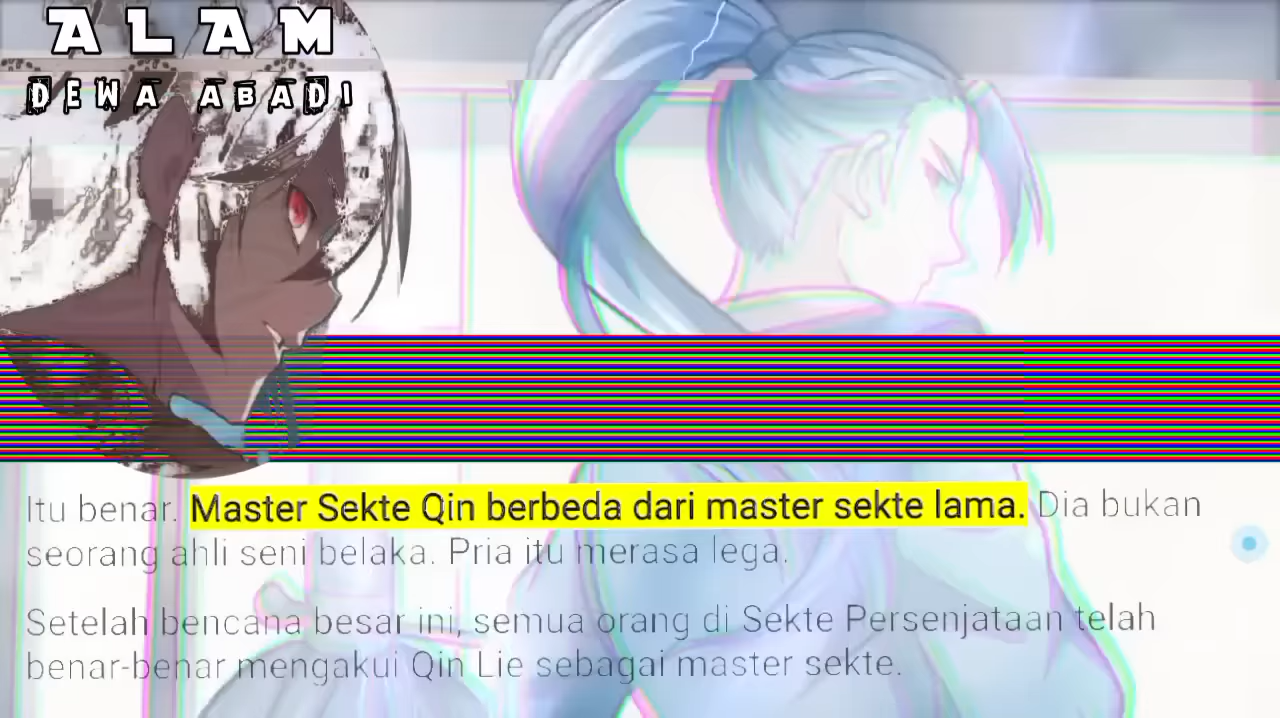 ALAM
DEWA ABADI
Itu benar. Master Sekte Qin berbeda dari master sekte lama. Dia bukan
seorang ahli seni belaka. Pria itu merasa lega.
Setelah bencana besar ini, semua orang di Sekte Persenjataan telah
benar-benar mengakui Qin Lie sebagai master sekte.